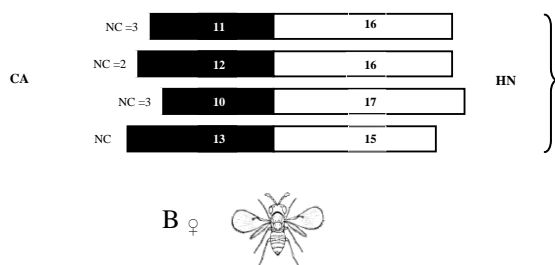 NC =3 11 16
NC =2 12 16
CA HN
NC =3 10 17
NC 13 15
B ♀